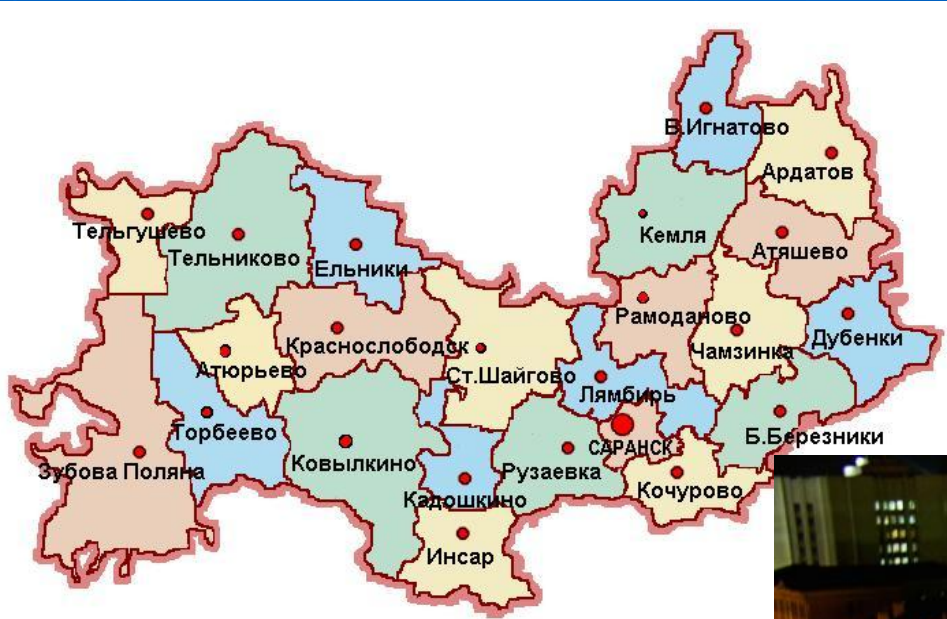 В.Игнатово
Ардатов
Тельгушево
Кемля
Атяшево
Тельниково
Ельники
Рамоданово
Дубенки
Краснослободск
Чамзинка
Атюрьево
Ст.Шайгово
Лямбирь
Торбеево
Б.Березники
САРАНСК
Зубова Поляна
Ковылкино
Рузаевка
Кадошкино
Кочурово
Инсар